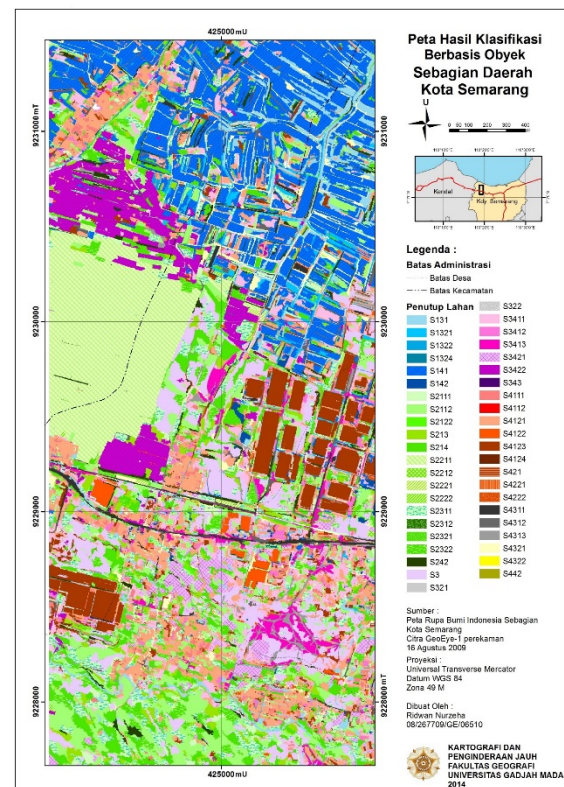 Peta Hasil Klasifikasi
Berbasis Obyek
Sebagian Daerah
Kota Semarang
U
425000 mU
9231000 mT
9231000
9230000
9230000
9229000
9229000
9228000
9228000 mT
425000 mU
Kendal
Kdy. Semarang
Legenda :
Batas Administrasi
Batas Desa
Batas Kecamatan
Penutup Lahan
S131
S1321
S1322
S1324
S141
S142
S2111
S2112
S2122
S213
S214
S2211
S2212
S2221
S2222
S2311
S2312
S2321
S2322
S242
S3
S321
S322
S3411
S3412
S3413
S3421
S3422
S343
S4111
S4112
S4121
S4122
S4123
S4124
S421
S4221
S4222
S4311
S4312
S4313
S4321
S4322
S442
Sumber :
Peta Rupa Bumi Indonesia Sebagian
Kota Semarang
Citra GeoEye-1 perekaman
16 Agustus 2009
Proyeksi :
Universal Transverse Mercator
Datum WGS 84
Zona 49 M
Dibuat Oleh :
Ridwan Nurzeha
08/267709/GE/06510
KARTOGRAFI DAN
PENGINDERAAN JAUH
FAKULTAS GEOGRAFI
UNIVERSITAS GADJAH MADA
2014